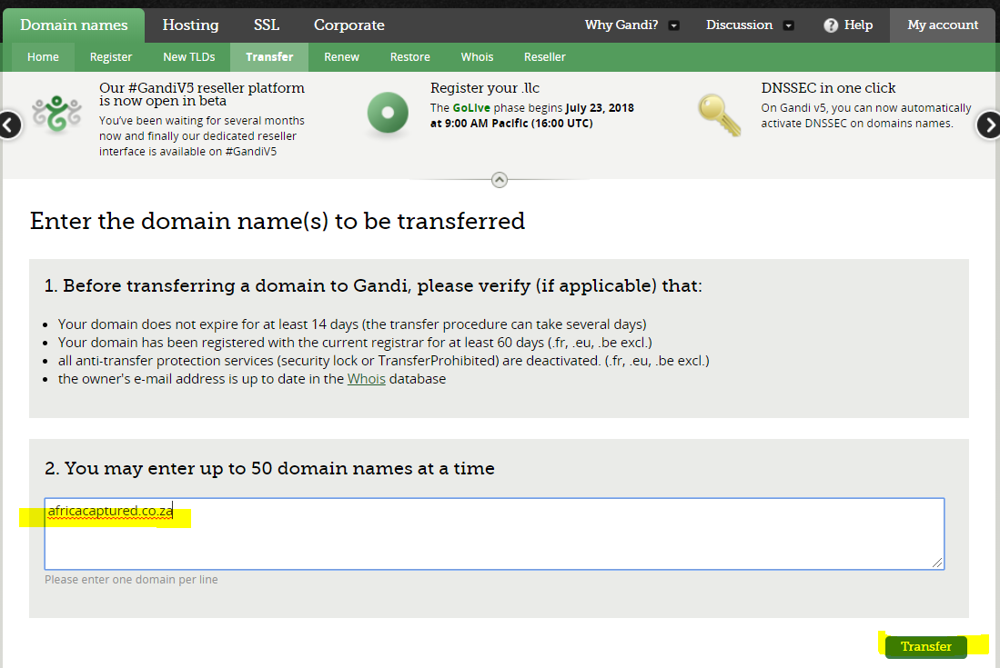 Domain names Hosting SSL Corporate Why Gandi? Discussion Help My account
Home Register New TLDs Transfer Renew Restore Whois Reseller
Our #GandiV5 reseller platform
is now open in beta
You've been waiting for several months
now and finally our dedicated reseller
interface is available on #GandiV5
Register your .llc
The GoLive phase begins July 23, 2018
at 9:00 AM Pacific (16:00 UTC)
DNSSEC in one click
On Gandi v5, you can now automatically
activate DNSSEC on domains names.
Enter the domain name(s) to be transferred
1. Before transferring a domain to Gandi, please verify (if applicable) that:
Your domain does not expire for at least 14 days (the transfer procedure can take several days)
Your domain has been registered with the current registrar for at least 60 days (.fr, .eu, .be excl.)
all anti-transfer protection services (security lock or TransferProhibited) are deactivated. (.fr, .eu, .be excl.)
the owner's e-mail address is up to date in the Whois database
2. You may enter up to 50 domain names at a time
africacaptured.co.za
Please enter one domain per line
Transfer